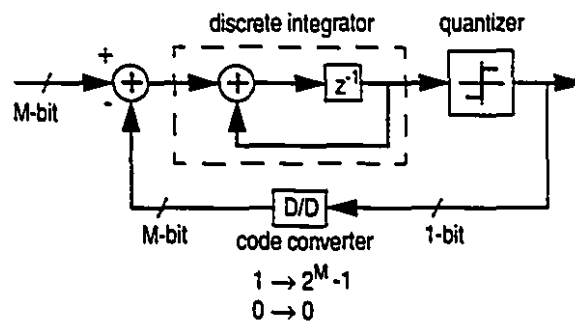 discrete integrator
quantizer
+
-
+
+
z-1
M-bit
D/D
M-bit
code converter
1-bit
1 → 2M -1
0 → 0